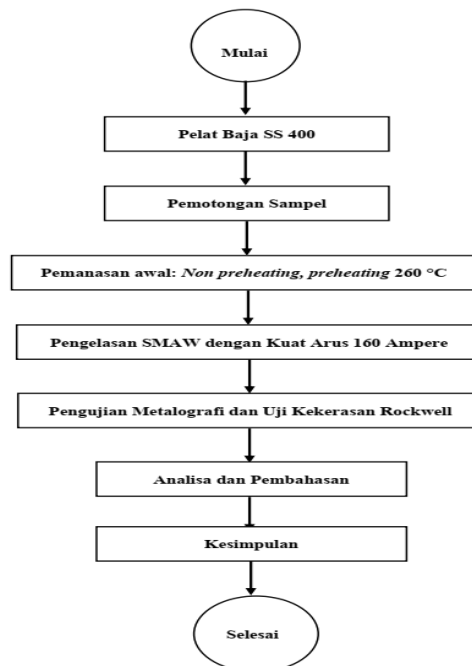 Mulai
Pelat Baja SS 400
Pemotongan Sampel
Pemanasan awal: Non preheating, preheating 260 °C
Pengelasan SMAW dengan Kuat Arus 160 Ampere
Pengujian Metalografi dan Uji Kekerasan Rockwell
Analisa dan Pembahasan
Kesimpulan
Selesai